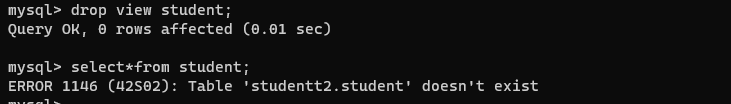 mysql> drop view student;
Query OK, 0 rows affected (0.01 sec)
mysql> select*from student;
ERROR 1146 (42S02): Table 'studentt2.student' doesn't exist
mysql>